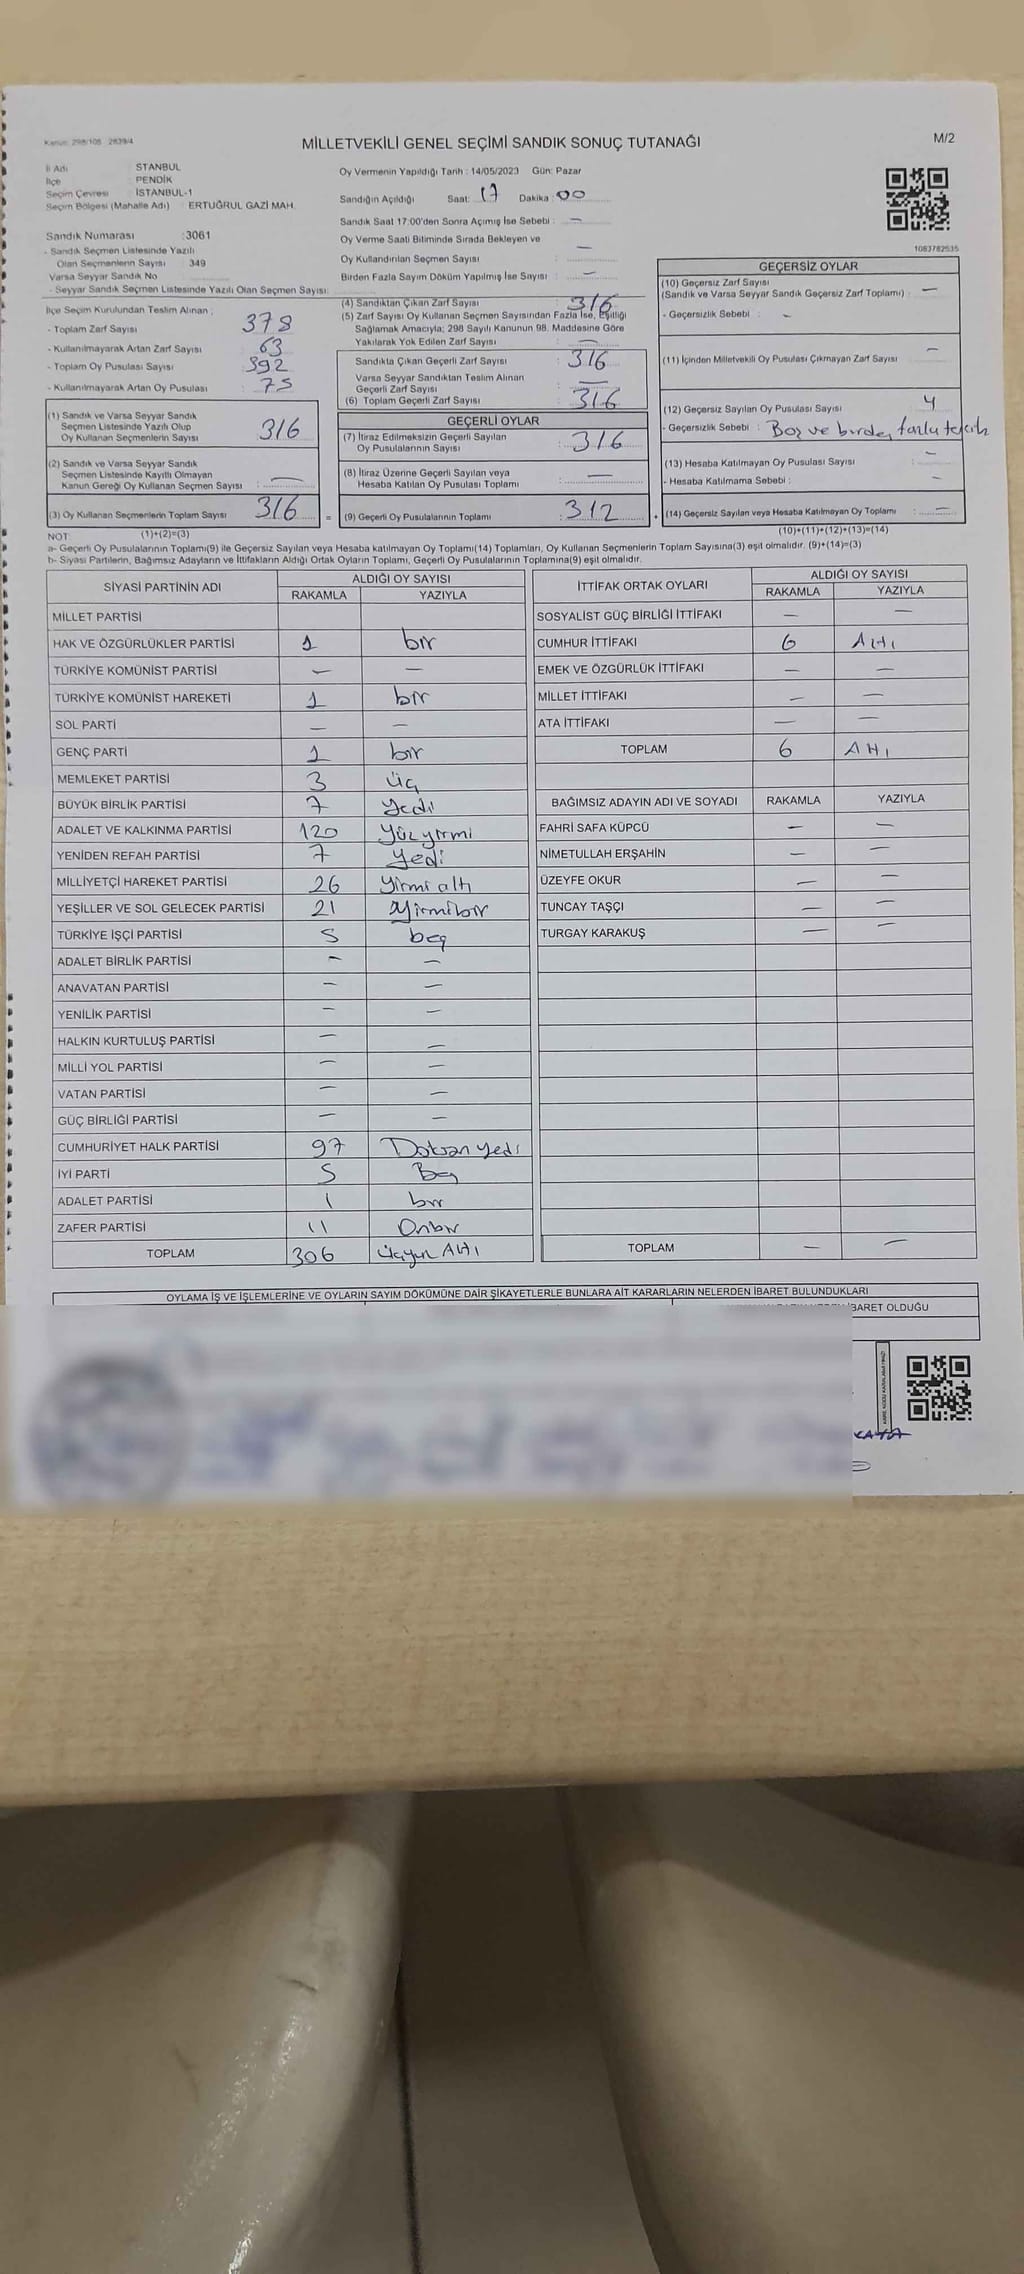 Kanun: 298/105 2839/4
MİLLETVEKİLİ GENEL SEÇİMİ SANDIK SONUÇ TUTANAĞI
M/2
İl Adı : STANBUL
İlçe : PENDİK
Seçim Çevresi : İSTANBUL-1
Seçim Bölgesi (Mahalle Adı) : ERTUĞRUL GAZİ MAH.
Sandık Numarası :3061
- Sandık Seçmen Listesinde Yazılı
Olan Seçmenlerin Sayısı : 349
Varsa Seyyar Sandık No
- Seyyar Sandık Seçmen Listesinde Yazılı Olan Seçmen Sayısı:
Oy Vermenin Yapıldığı Tarih : 14/05/2023 Gün: Pazar
Sandığın Açıldığı Saat: 17 Dakika : 00
Sandık Saat 17:00'den Sonra Açımış İse Sebebi : —
Oy Verme Saati Bitiminde Sırada Bekleyen ve
Oy Kullandırılan Seçmen Sayısı : —
Birden Fazla Sayım Döküm Yapılmış İse Sayısı : —
1083782535
İlçe Seçim Kurulundan Teslim Alınan ;
- Toplam Zarf Sayısı : 378
- Kullanılmayarak Artan Zarf Sayısı : 63
- Toplam Oy Pusulası Sayısı : 392
- Kullanılmayarak Artan Oy Pusulası : 75
(1) Sandık ve Varsa Seyyar Sandık
Seçmen Listesinde Yazılı Olup
Oy Kullanan Seçmenlerin Sayısı : 316
(2) Sandık ve Varsa Seyyar Sandık
Seçmen Listesinde Kayıtlı Olmayan
Kanun Gereği Oy Kullanan Seçmen Sayısı : —
(3) Oy Kullanan Seçmenlerin Toplam Sayısı : 316
(4) Sandıktan Çıkan Zarf Sayısı : 316
(5) Zarf Sayısı Oy Kullanan Seçmen Sayısından Fazla İse, Eşitliği
Sağlamak Amacıyla; 298 Sayılı Kanunun 98. Maddesine Göre
Yakılarak Yok Edilen Zarf Sayısı : —
Sandıkta Çıkan Geçerli Zarf Sayısı : 316
Varsa Seyyar Sandıktan Teslim Alınan
Geçerli Zarf Sayısı : —
(6) Toplam Geçerli Zarf Sayısı : 316
GEÇERLİ OYLAR
(7) İtiraz Edilmeksizin Geçerli Sayılan
Oy Pusulalarının Sayısı : 316
(8) İtiraz Üzerine Geçerli Sayılan veya
Hesaba Katılan Oy Pusulası Toplamı : —
= (9) Geçerli Oy Pusulalarının Toplamı : 312
GEÇERSİZ OYLAR
(10) Geçersiz Zarf Sayısı
(Sandık ve Varsa Seyyar Sandık Geçersiz Zarf Toplamı) : —
- Geçersizlik Sebebi : -
(11) İçinden Milletvekili Oy Pusulası Çıkmayan Zarf Sayısı : —
(12) Geçersiz Sayılan Oy Pusulası Sayısı : 4
- Geçersizlik Sebebi : Boş ve birden fazla tercih
(13) Hesaba Katılmayan Oy Pusulası Sayısı : —
- Hesaba Katılmama Sebebi : —
+ (14) Geçersiz Sayılan veya Hesaba Katılmayan Oy Toplamı : —
NOT: (1)+(2)=(3) (10)+(11)+(12)+(13)=(14)
a- Geçerli Oy Pusulalarının Toplamı(9) ile Geçersiz Sayılan veya Hesaba katılmayan Oy Toplamı(14) Toplamları, Oy Kullanan Seçmenlerin Toplam Sayısına(3) eşit olmalıdır. (9)+(14)=(3)
b- Siyasi Partilerin, Bağımsız Adayların ve İttifakların Aldığı Ortak Oyların Toplamı, Geçerli Oy Pusulalarının Toplamına(9) eşit olmalıdır.
SİYASİ PARTİNİN ADI ALDIĞI OY SAYISI
RAKAMLA YAZIYLA
MİLLET PARTİSİ
HAK VE ÖZGÜRLÜKLER PARTİSİ 1 bir
TÜRKİYE KOMÜNİST PARTİSİ — —
TÜRKİYE KOMÜNİST HAREKETİ 1 bir
SOL PARTİ — —
GENÇ PARTİ 1 bir
MEMLEKET PARTİSİ 3 üç
BÜYÜK BİRLİK PARTİSİ 7 yedi
ADALET VE KALKINMA PARTİSİ 120 yüz yirmi
YENİDEN REFAH PARTİSİ 7 yedi
MİLLİYETÇİ HAREKET PARTİSİ 26 yirmi altı
YEŞİLLER VE SOL GELECEK PARTİSİ 21 yirmibir
TÜRKİYE İŞÇİ PARTİSİ 5 beş
ADALET BİRLİK PARTİSİ — —
ANAVATAN PARTİSİ — —
YENİLİK PARTİSİ — —
HALKIN KURTULUŞ PARTİSİ — —
MİLLİ YOL PARTİSİ — —
VATAN PARTİSİ — —
GÜÇ BİRLİĞİ PARTİSİ — —
CUMHURİYET HALK PARTİSİ 97 Doksan yedi
İYİ PARTİ 5 Beş
ADALET PARTİSİ 1 bir
ZAFER PARTİSİ 11 Onbir
TOPLAM 306 üçyüz Altı
İTTİFAK ORTAK OYLARI ALDIĞI OY SAYISI
RAKAMLA YAZIYLA
SOSYALİST GÜÇ BİRLİĞİ İTTİFAKI — —
CUMHUR İTTİFAKI 6 Altı
EMEK VE ÖZGÜRLÜK İTTİFAKI — —
MİLLET İTTİFAKI — —
ATA İTTİFAKI — —
TOPLAM 6 Altı
BAĞIMSIZ ADAYIN ADI VE SOYADI RAKAMLA YAZIYLA
FAHRİ SAFA KÜPCÜ — —
NİMETULLAH ERŞAHİN — —
ÜZEYFE OKUR — —
TUNCAY TAŞÇI — —
TURGAY KARAKUŞ — —
TOPLAM — —
OYLAMA İŞ VE İŞLEMLERİNE VE OYLARIN SAYIM DÖKÜMÜNE DAİR ŞİKAYETLERLE BUNLARA AİT KARARLARIN NELERDEN İBARET BULUNDUKLARI
İBARET OLDUĞU
KAYA